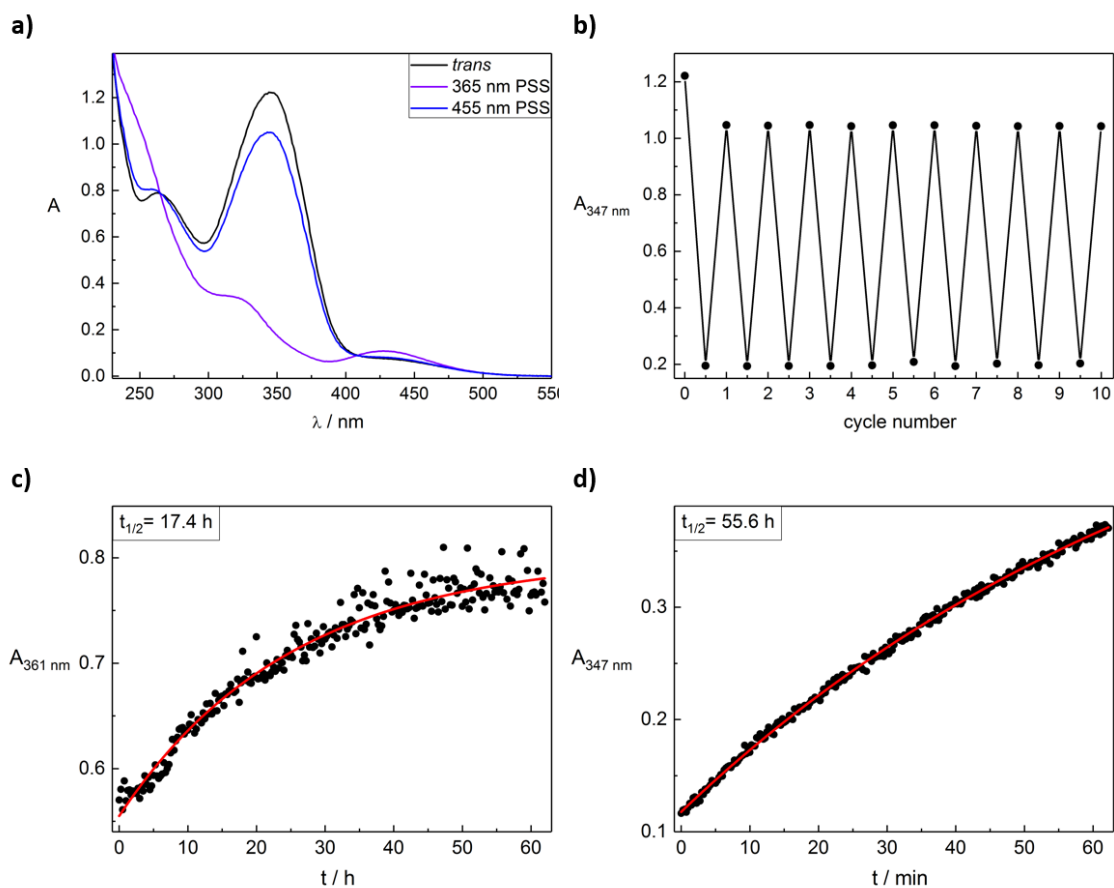 a)
trans
365 nm PSS
455 nm PSS
1.2
1.0
0.8
0.6
0.4
0.2
0.0
A
250 300 350 400 450 500 550
λ / nm
b)
1.2
1.0
0.8
0.6
0.4
0.2
A347 nm
0 1 2 3 4 5 6 7 8 9 10
cycle number
c)
t1/2= 17.4 h
0.8
0.7
0.6
A361 nm
0 10 20 30 40 50 60
t / h
d)
t1/2= 55.6 h
0.3
0.2
0.1
A347 nm
0 10 20 30 40 50 60
t / min